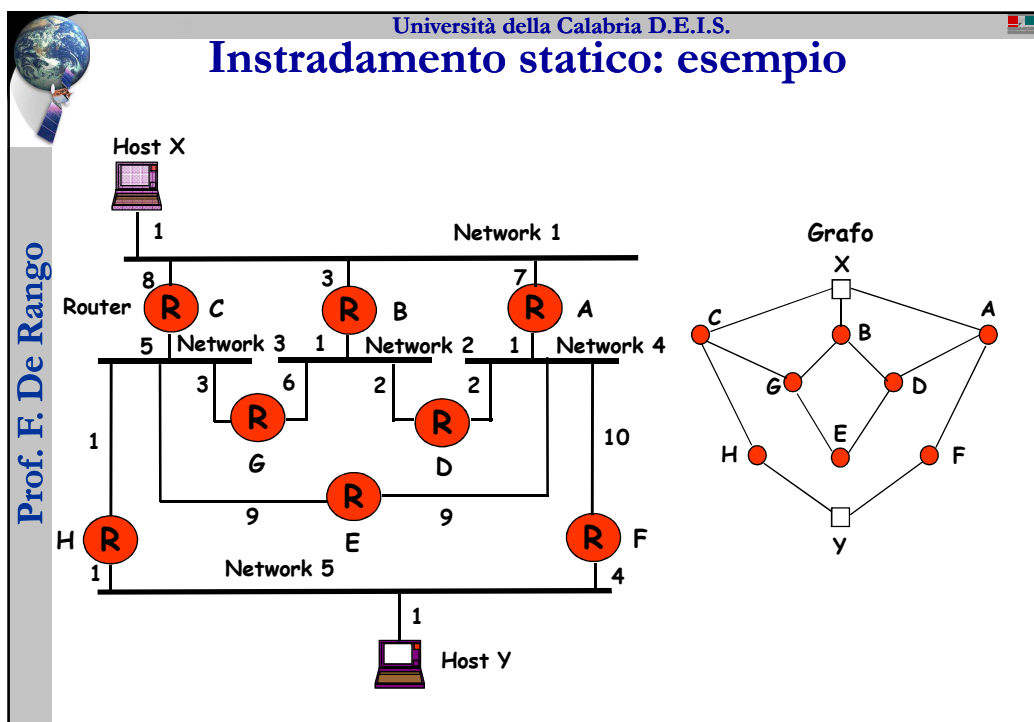 Università della Calabria D.E.I.S.
Instradamento statico: esempio
Prof. F. De Rango
Host X
1
Network 1
8
3
7
Router
R
C
R
B
R
A
5
Network 3
1
Network 2
2
1
Network 4
3
6
2
2
R
G
R
D
1
10
R
E
9
9
H
R
R
F
1
Network 5
4
1
Host Y
Grafo
X
C
A
B
G
D
E
H
F
Y